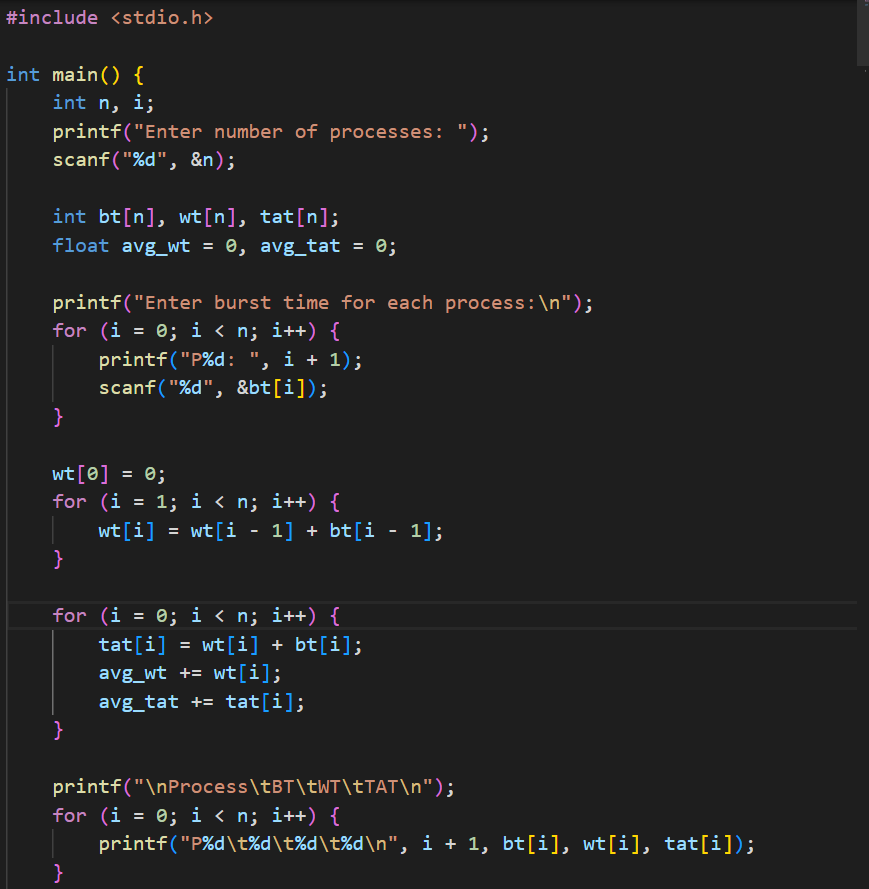 #include <stdio.h>

int main() {
    int n, i;
    printf("Enter number of processes: ");
    scanf("%d", &n);

    int bt[n], wt[n], tat[n];
    float avg_wt = 0, avg_tat = 0;

    printf("Enter burst time for each process:\n");
    for (i = 0; i < n; i++) {
        printf("P%d: ", i + 1);
        scanf("%d", &bt[i]);
    }

    wt[0] = 0;
    for (i = 1; i < n; i++) {
        wt[i] = wt[i - 1] + bt[i - 1];
    }

    for (i = 0; i < n; i++) {
        tat[i] = wt[i] + bt[i];
        avg_wt += wt[i];
        avg_tat += tat[i];
    }

    printf("\nProcess\tBT\tWT\tTAT\n");
    for (i = 0; i < n; i++) {
        printf("P%d\t%d\t%d\t%d\n", i + 1, bt[i], wt[i], tat[i]);
    }